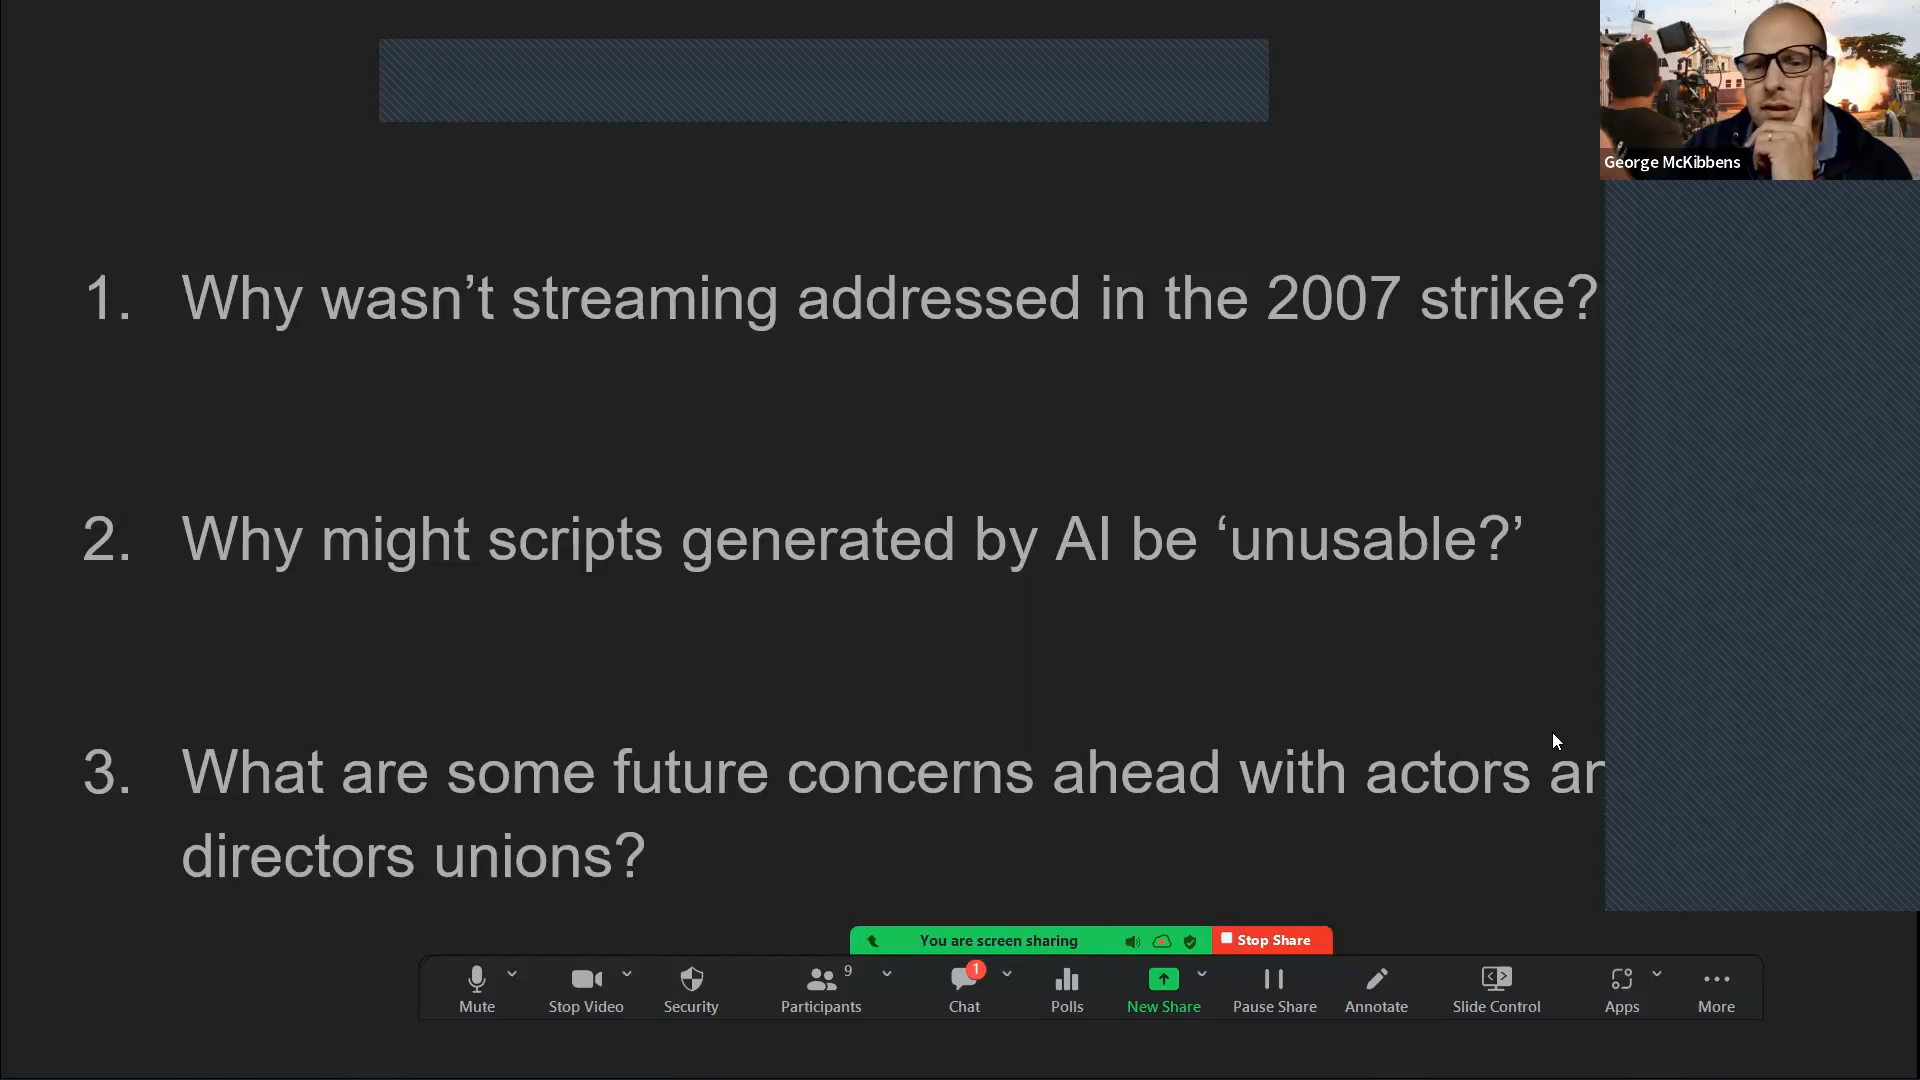 George McKibbens
1. Why wasn’t streaming addressed in the 2007 strike?
2. Why might scripts generated by AI be ‘unusable?’
3. What are some future concerns ahead with actors
directors unions?
You are screen sharing
Stop Share
Mute
Stop Video
Security
9
Participants
1
Chat
Polls
New Share
Pause Share
Annotate
Slide Control
Apps
More